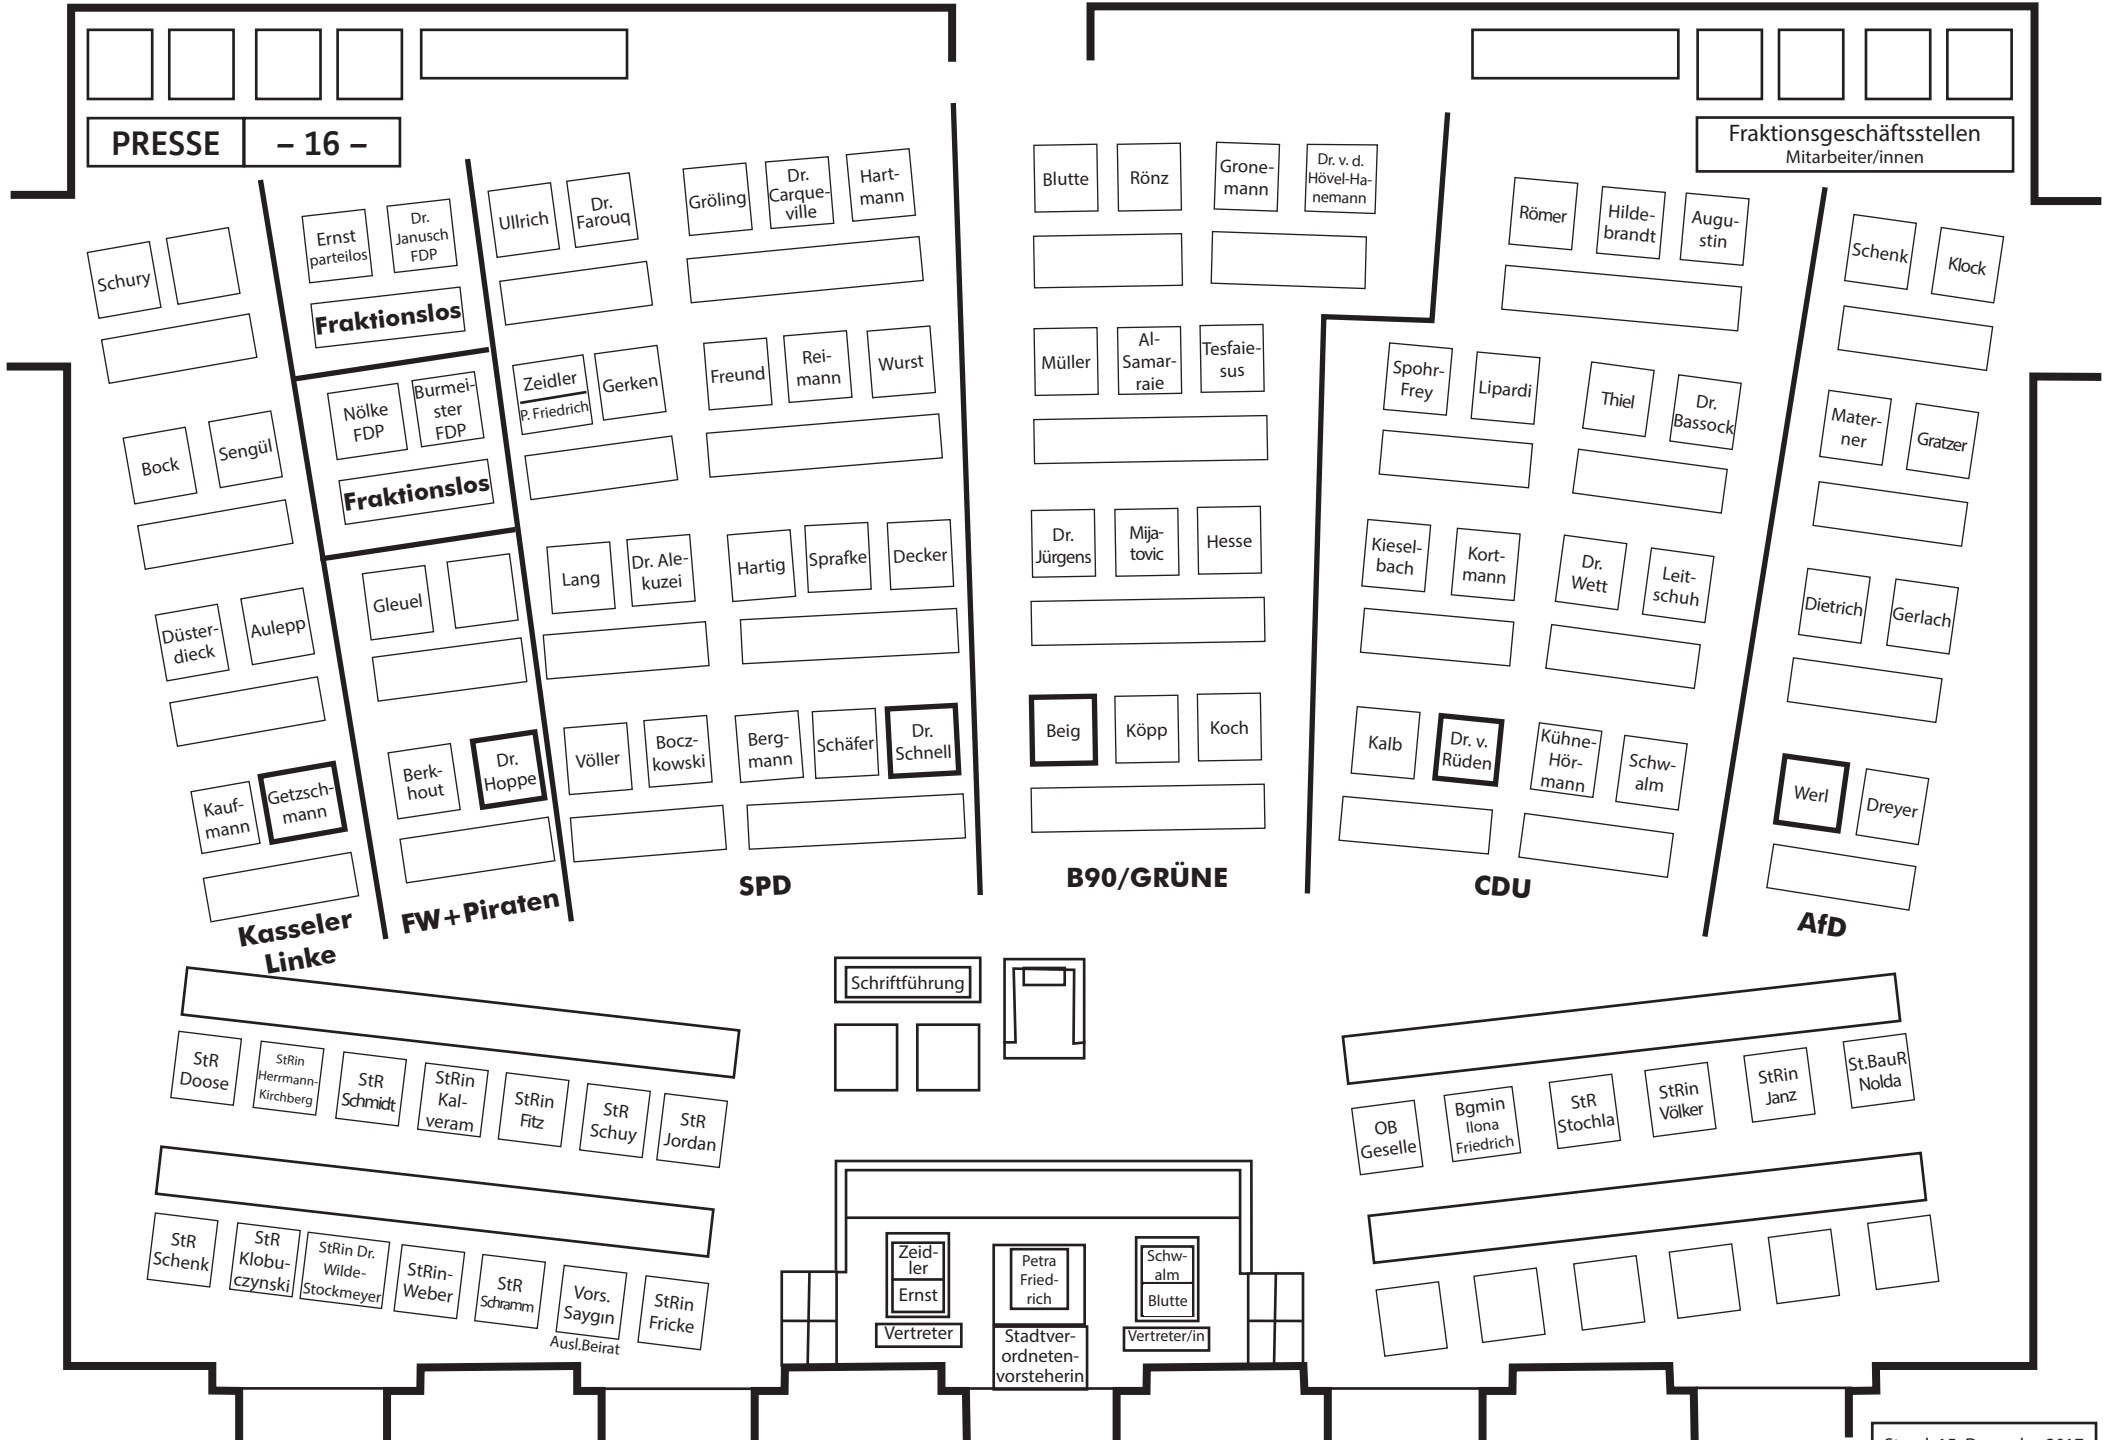 PRESSE
– 16 –
Fraktionsgeschäftsstellen
Mitarbeiter/innen
Schury
Bock
Sengül
Düster-
dieck
Aulepp
Kauf-
mann
Getzsch-
mann
Kasseler
Linke
Ernst
parteilos
Dr.
Janusch
FDP
Fraktionslos
Nölke
FDP
Burmei-
ster
FDP
Fraktionslos
Gleuel
Berk-
hout
Dr.
Hoppe
FW+Piraten
Ullrich
Dr.
Farouq
Gröling
Dr.
Carque-
ville
Hart-
mann
Zeidler
P. Friedrich
Gerken
Freund
Rei-
mann
Wurst
Lang
Dr. Ale-
kuzei
Hartig
Sprafke
Decker
Völler
Bocz-
kowski
Berg-
mann
Schäfer
Dr.
Schnell
SPD
Blutte
Rönz
Grone-
mann
Dr. v. d.
Hövel-Ha-
nemann
Müller
Al-
Samar-
raie
Tesfaie-
sus
Dr.
Jürgens
Mija-
tovic
Hesse
Beig
Köpp
Koch
B90/GRÜNE
Römer
Hilde-
brandt
Augu-
stin
Spohr-
Frey
Lipardi
Thiel
Dr.
Bassock
Kiesel-
bach
Kort-
mann
Dr.
Wett
Leit-
schuh
Kalb
Dr. v.
Rüden
Kühne-
Hör-
mann
Schw-
alm
CDU
Schenk
Klock
Mater-
ner
Gratzer
Dietrich
Gerlach
Werl
Dreyer
AfD
Schriftführung
StR
Doose
StRin
Herrmann-
Kirchberg
StR
Schmidt
StRin
Kal-
veram
StRin
Fitz
StR
Schuy
StR
Jordan
StR
Schenk
StR
Klobu-
czynski
StRin Dr.
Wilde-
Stockmeyer
StRin-
Weber
StR
Schramm
Vors.
Saygın
Ausl.Beirat
StRin
Fricke
OB
Geselle
Bgmin
Ilona
Friedrich
StR
Stochla
StRin
Völker
StRin
Janz
St.BauR
Nolda
Zeid-
ler
Ernst
Vertreter
Petra
Fried-
rich
Stadtver-
ordneten-
vorsteherin
Schw-
alm
Blutte
Vertreter/in